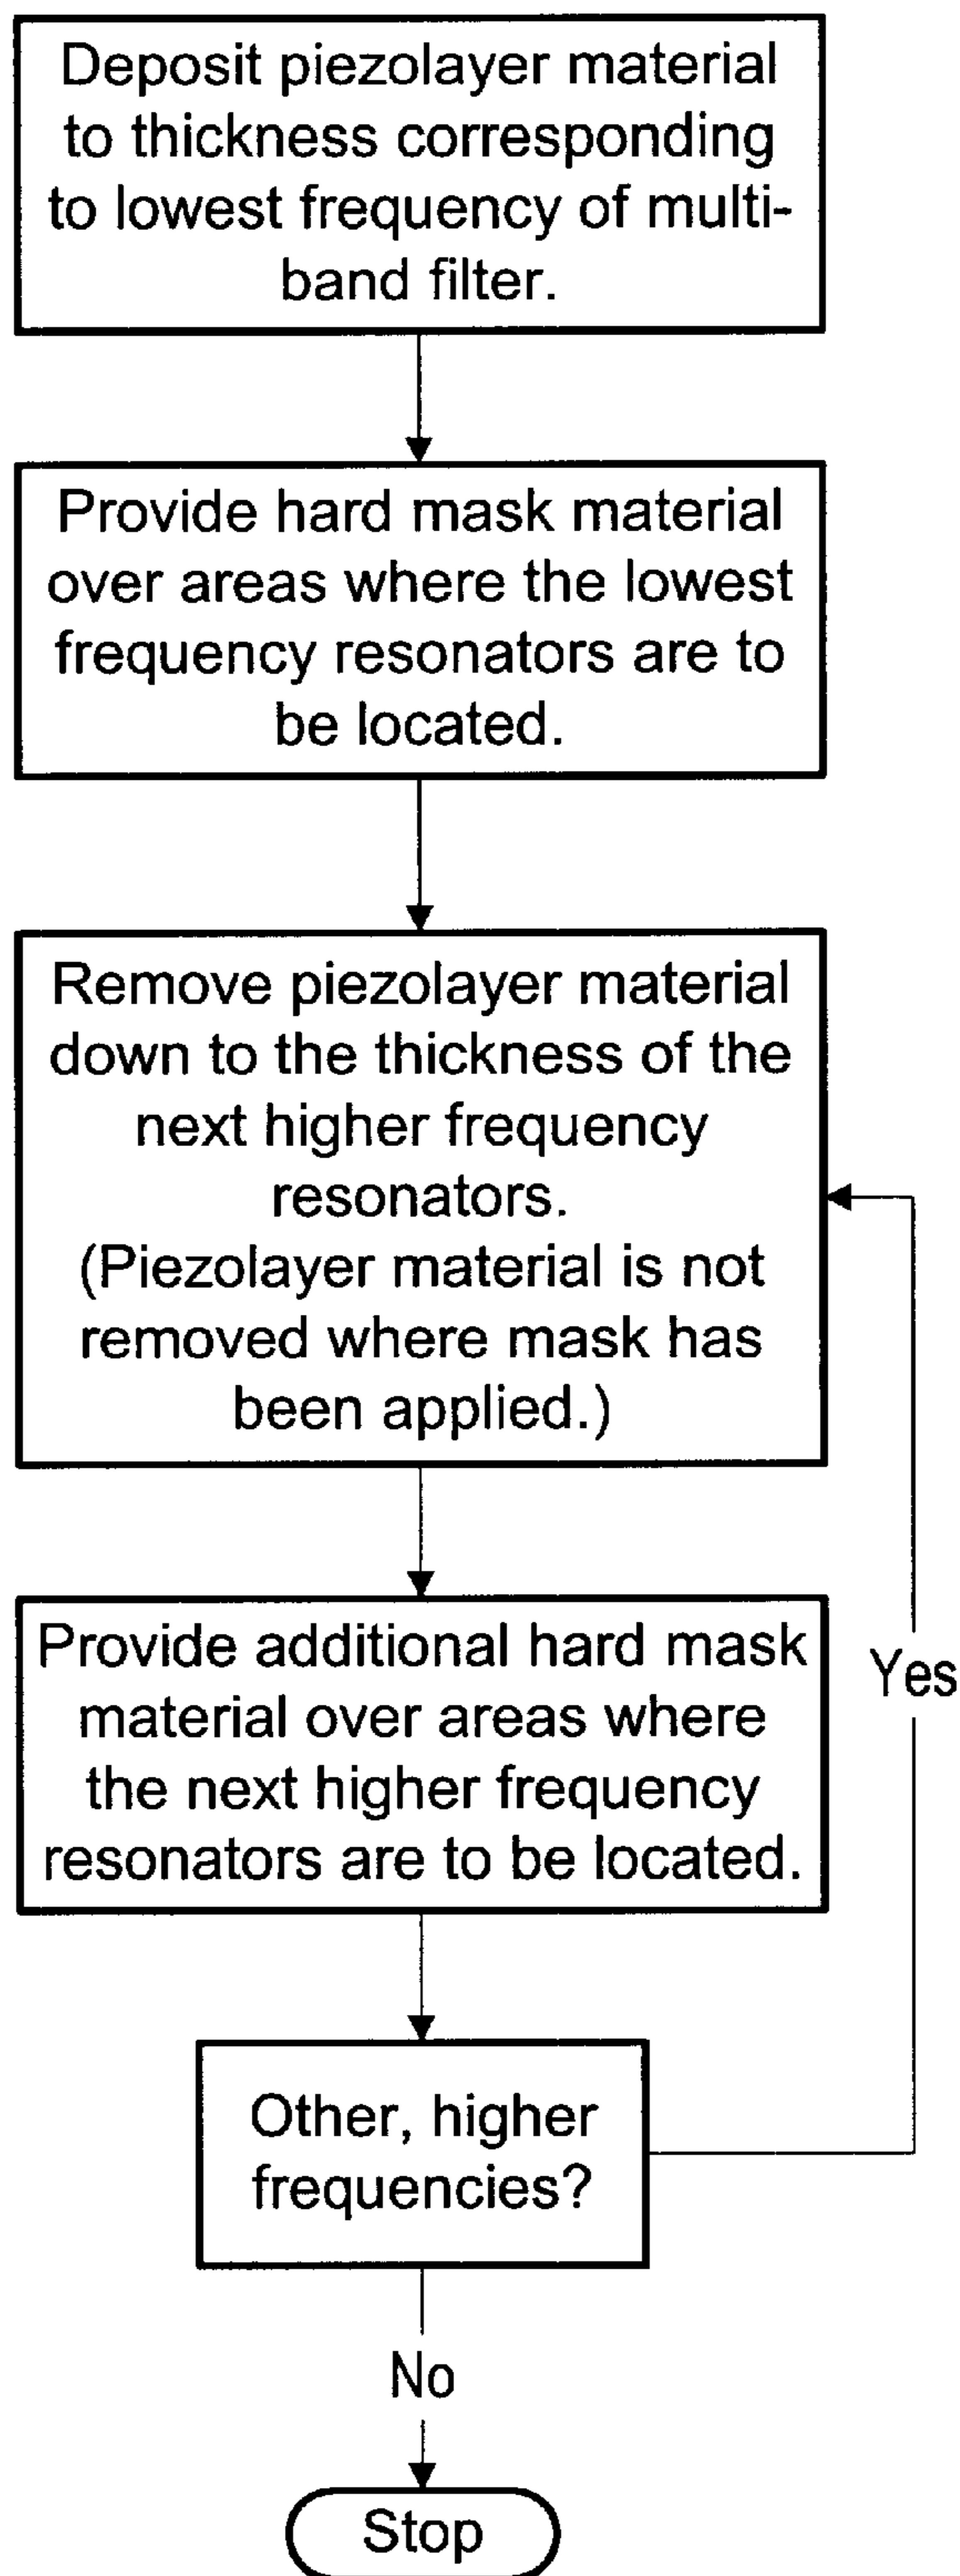 Deposit piezolayer material
to thickness corresponding
to lowest frequency of multi-
band filter.
Provide hard mask material
over areas where the lowest
frequency resonators are to
be located.
Remove piezolayer material
down to the thickness of the
next higher frequency
resonators.
(Piezolayer material is not
removed where mask has
been applied.)
Provide additional hard mask
material over areas where
the next higher frequency
resonators are to be located.
Yes
Other, higher
frequencies?
No
Stop